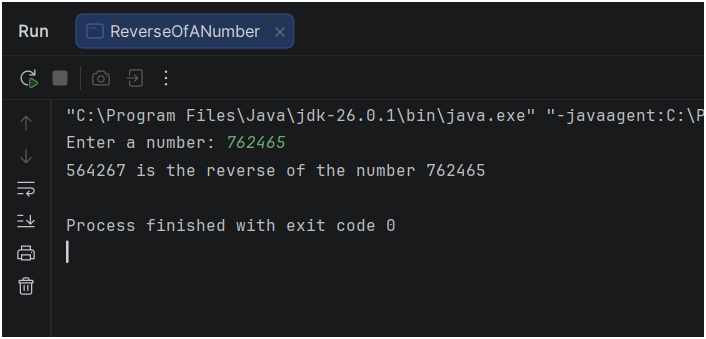 Run ReverseOfANumber
"C:\Program Files\Java\jdk-26.0.1\bin\java.exe" "-javaagent:C:\P
Enter a number: 762465
564267 is the reverse of the number 762465
Process finished with exit code 0